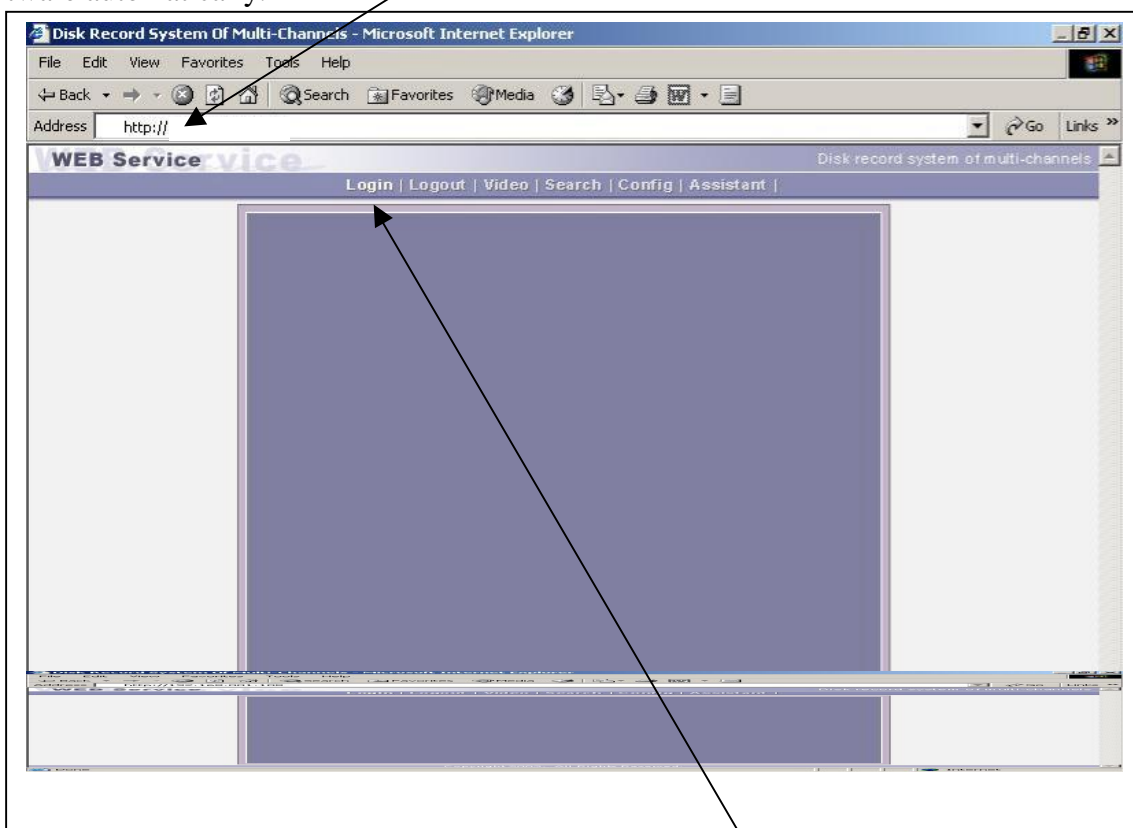 Disk Record System Of Multi-Channels - Microsoft Internet Explorer
File Edit View Favorites Tools Help
Back Search Favorites Media
Address http:// Go Links »
WEB Service Disk record system of multi-channels
Login | Logout | Video | Search | Config | Assistant |